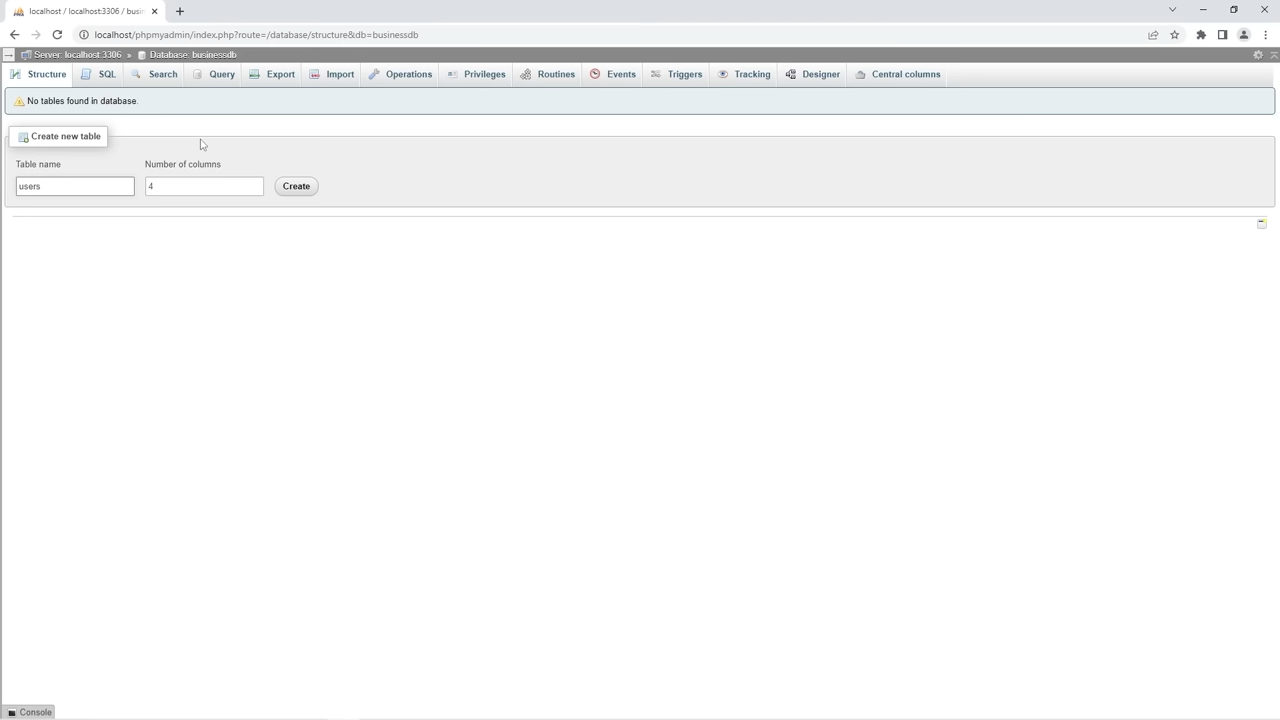 localhost / localhost:3306 / busin
localhost/phpmyadmin/index.php?route=/database/structure&db=businessdb
Server: localhost:3306 » Database: businessdb
Structure SQL Search Query Export Import Operations Privileges Routines Events Triggers Tracking Designer Central columns
No tables found in database.
Create new table
Table name Number of columns
users 4 Create
Console